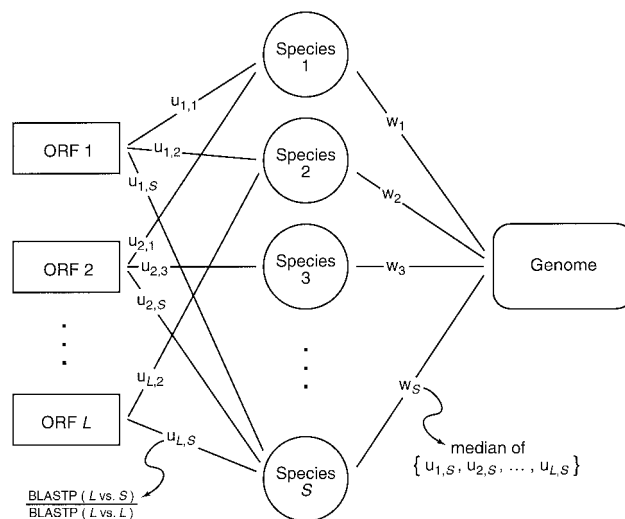 Species
1
u1,1
w1
ORF 1
u1,2
Species
2
u1,S
w2
u2,1
ORF 2
u2,3
Species
3
w3
Genome
u2,S
uL,2
wS
ORF L
uL,S
Species
S
median of
{ u1,S, u2,S, ... , uL,S}
BLASTP ( L vs. S )
BLASTP ( L vs. L )